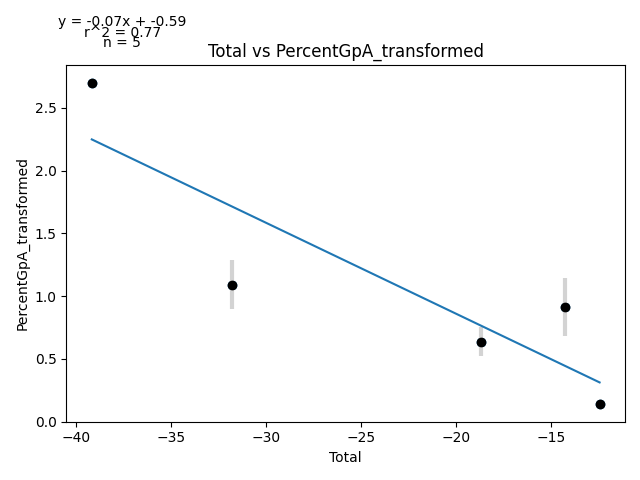 y = -0.07x + -0.59
r^2 = 0.77
n = 5
Total vs PercentGpA_transformed
PercentGpA_transformed
2.5
2.0
1.5
1.0
0.5
0.0
−40
−35
−30
−25
−20
−15
Total